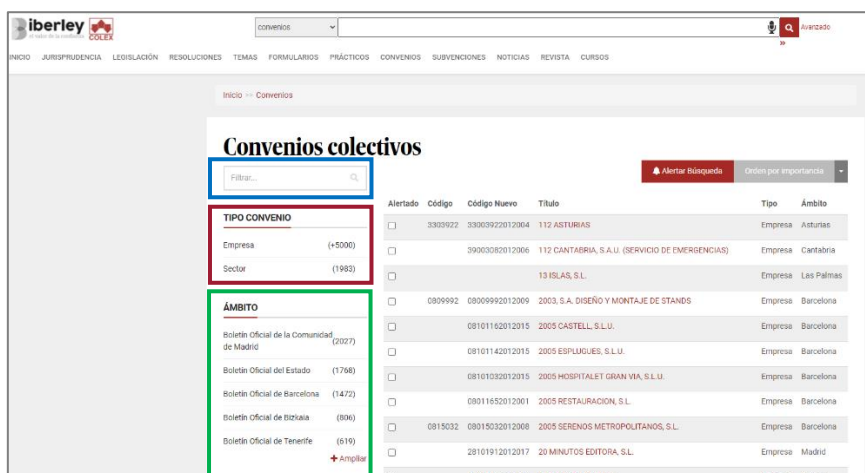 iberley
el valor de la confianza
COLEX
convenios
Avanzado
»
INICIO JURISPRUDENCIA LEGISLACIÓN RESOLUCIONES TEMAS FORMULARIOS PRÁCTICOS CONVENIOS SUBVENCIONES NOTICIAS REVISTA CURSOS
Inicio >> Convenios
Convenios colectivos
Filtrar...
Alertar Búsqueda Orden por importancia
TIPO CONVENIO
Empresa (+5000)
Sector (1983)
ÁMBITO
Boletín Oficial de la Comunidad de Madrid (2027)
Boletín Oficial del Estado (1768)
Boletín Oficial de Barcelona (1472)
Boletín Oficial de Bizkaia (806)
Boletín Oficial de Tenerife (619)
+ Ampliar
Alertado Código Código Nuevo Título Tipo Ámbito
3303922 33003922012004 112 ASTURIAS Empresa Asturias
39003082012006 112 CANTABRIA, S.A.U. (SERVICIO DE EMERGENCIAS) Empresa Cantabria
13 ISLAS, S.L. Empresa Las Palmas
0809992 08009992012009 2003, S.A. DISEÑO Y MONTAJE DE STANDS Empresa Barcelona
08101162012015 2005 CASTELL, S.L.U. Empresa Barcelona
08101142012015 2005 ESPLUGUES, S.L.U. Empresa Barcelona
08101032012015 2005 HOSPITALET GRAN VIA, S.L.U. Empresa Barcelona
08011652012001 2005 RESTAURACION, S.L. Empresa Barcelona
0815032 08015032012008 2005 SERENOS METROPOLITANOS, S.L. Empresa Barcelona
28101912012017 20 MINUTOS EDITORA, S.L. Empresa Madrid